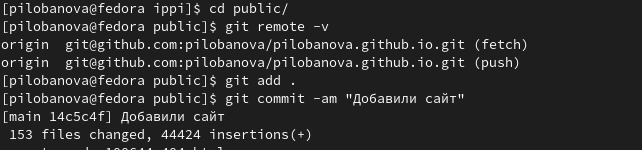 [pilobanova@fedora ippi]$ cd public/
[pilobanova@fedora public]$ git remote -v
origin  git@github.com:pilobanova/pilobanova.github.io.git (fetch)
origin  git@github.com:pilobanova/pilobanova.github.io.git (push)
[pilobanova@fedora public]$ git add .
[pilobanova@fedora public]$ git commit -am "Добавили сайт"
[main 14c5c4f] Добавили сайт
 153 files changed, 44424 insertions(+)